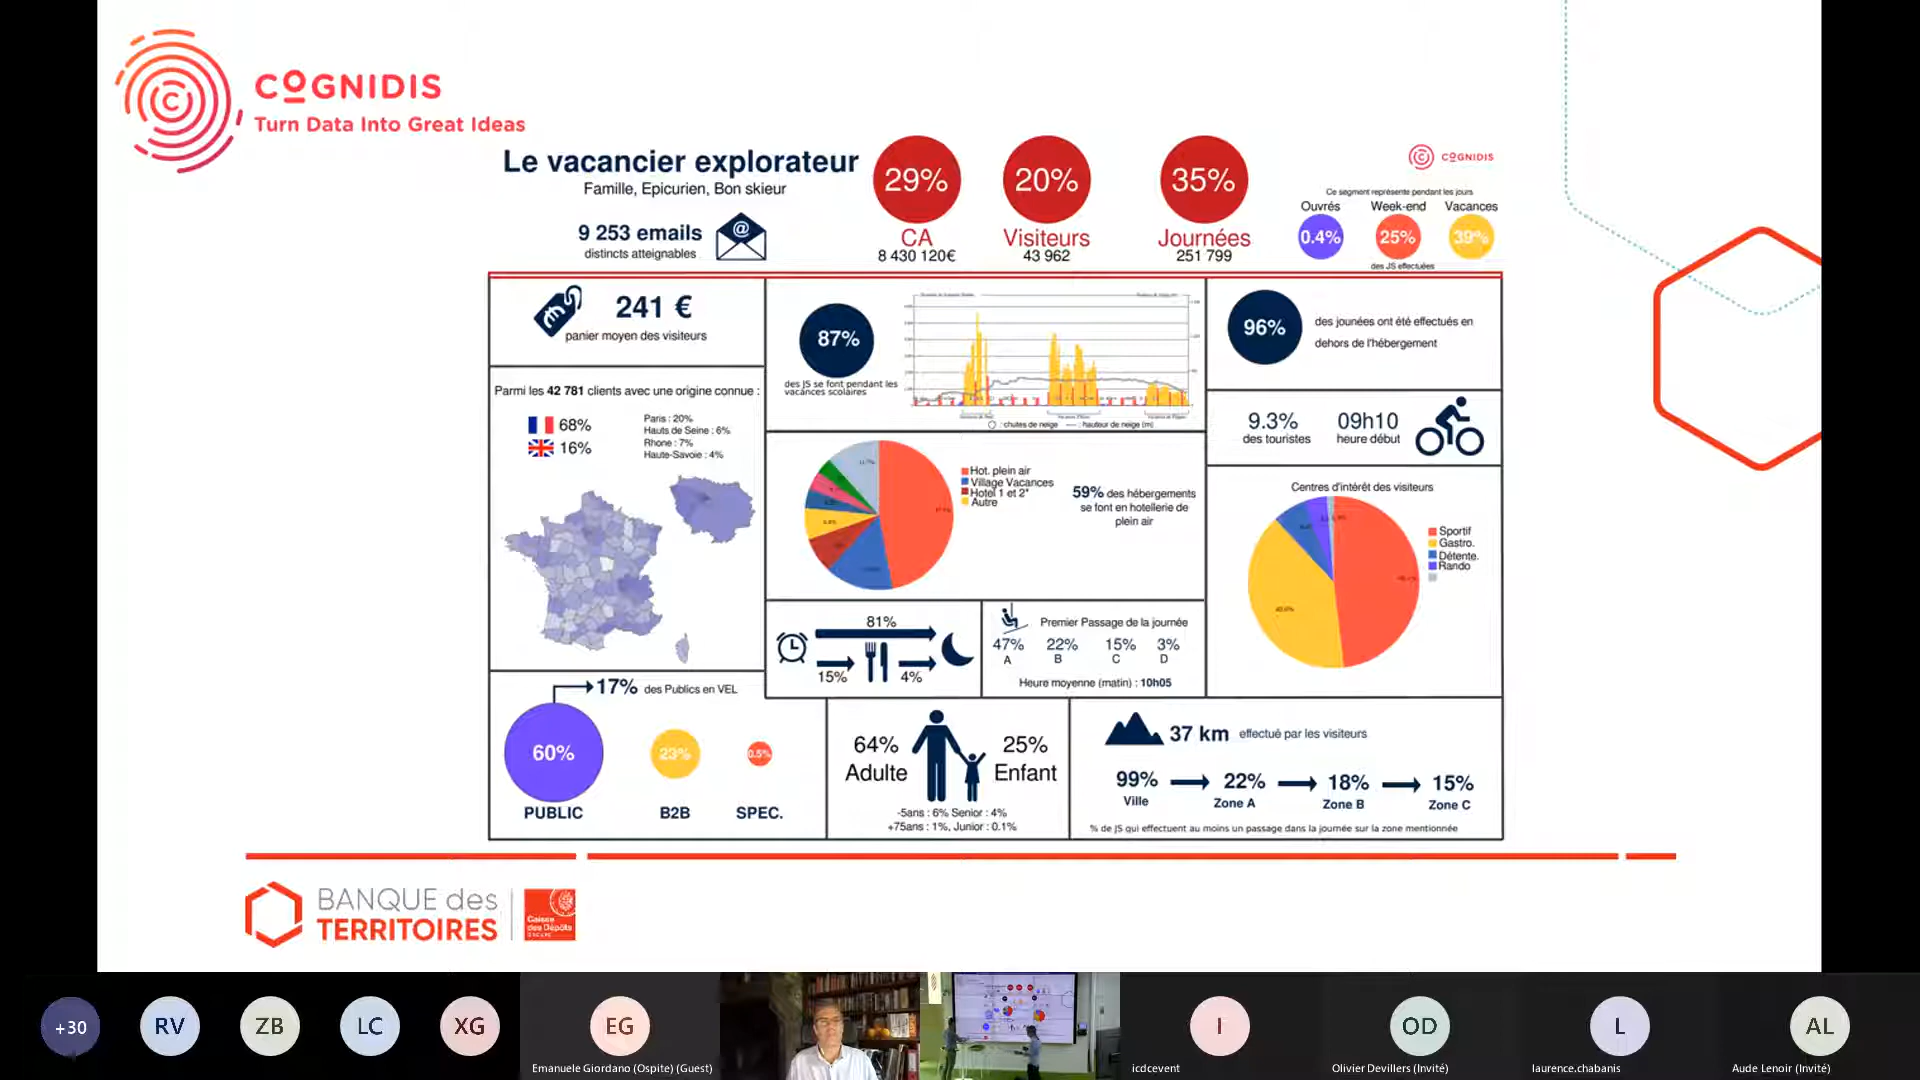 COGNIDIS
Turn Data Into Great Ideas
Le vacancier explorateur
Famille, Epicurien, Bon skieur
9 253 emails
distincts atteignables
@
29%
CA
8 430 120€
20%
Visiteurs
43 962
35%
Journées
251 799
COGNIDIS
Ce segment représente pendant les jours
Ouvrés Week-end Vacances
0.4% 25% 39%
des JS effectuées
241 €
panier moyen des visiteurs
87%
des JS se font pendant les
vacances scolaires
: chutes de neige : hauteur de neige (m)
96%
des jounées ont été effectués en
dehors de l'hébergement
Parmi les 42 781 clients avec une origine connue :
68%
16%
Paris : 20%
Hauts de Seine : 6%
Rhone : 7%
Haute-Savoie : 4%
9.3%
des touristes
09h10
heure début
Hot. plein air
Village Vacances
Hotel 1 et 2*
Autre
59% des hébergements
se font en hotellerie de
plein air
Centres d'intérêt des visiteurs
Sportif
Gastro.
Détente.
Rando
81%
15% 4%
Premier Passage de la journée
47% 22% 15% 3%
A B C D
Heure moyenne (matin) : 10h05
17% des Publics en VEL
60%
23%
0.5%
PUBLIC B2B SPEC.
64%
Adulte
25%
Enfant
-5ans : 6% Senior : 4%
+75ans : 1%, Junior : 0.1%
37 km effectué par les visiteurs
99% 22% 18% 15%
Ville Zone A Zone B Zone C
% de JS qui effectuent au moins un passage dans la journée sur la zone mentionnée
BANQUE des
TERRITOIRES
Caisse
des Dépôts
GROUPE
+30
RV
ZB
LC
XG
EG
Emanuele Giordano (Ospite) (Guest)
I
icdcevent
OD
Olivier Devillers (Invité)
L
laurence.chabanis
AL
Aude Lenoir (Invité)